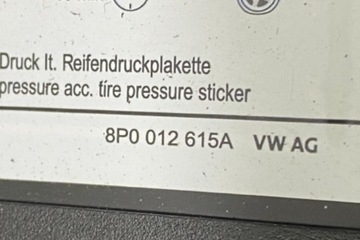 Druck lt. Reifendruckplakette
pressure acc. tire pressure sticker
8P0 012 615A VW AG